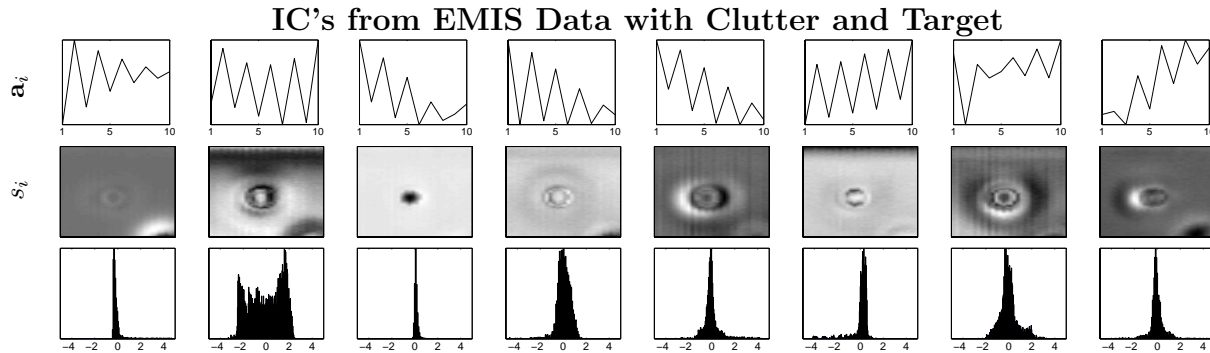 IC's from EMIS Data with Clutter and Target
a_i
1 5 10 1 5 10 1 5 10 1 5 10 1 5 10 1 5 10 1 5 10 1 5 10
s_i
−4 −2 0 2 4 −4 −2 0 2 4 −4 −2 0 2 4 −4 −2 0 2 4 −4 −2 0 2 4 −4 −2 0 2 4 −4 −2 0 2 4 −4 −2 0 2 4